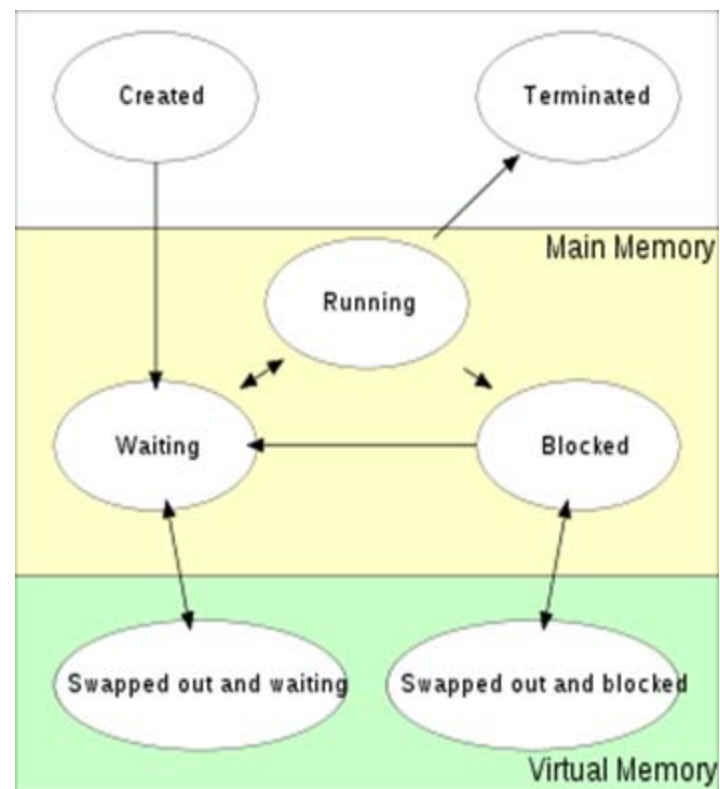 Created
Terminated
Main Memory
Running
Waiting
Blocked
Swapped out and waiting
Swapped out and blocked
Virtual Memory